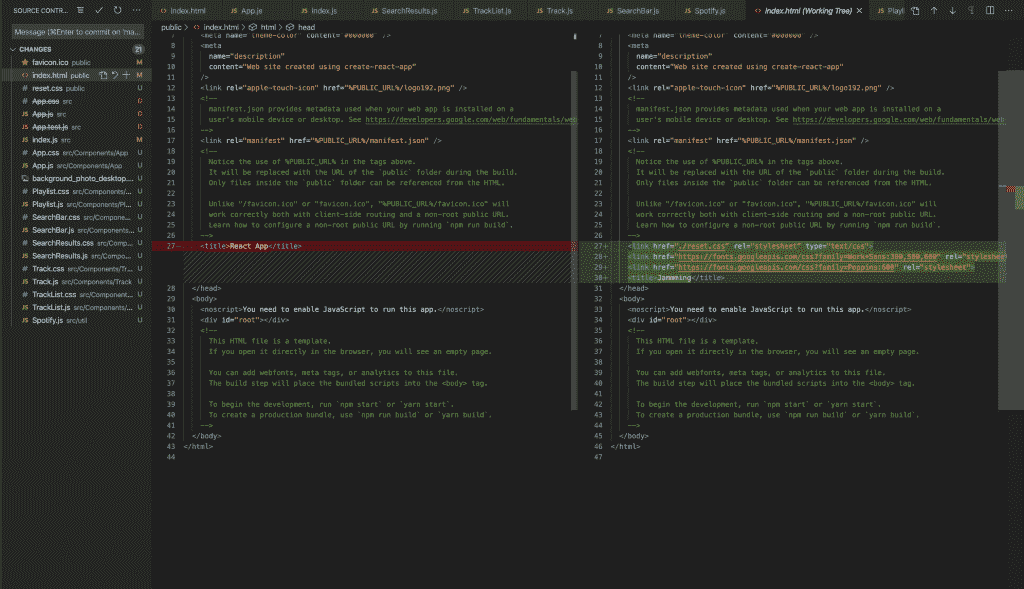 SOURCE CONTR...
Message (⌘Enter to commit on 'ma...
CHANGES 21
favicon.ico public M
index.html public M
reset.css public U
App.css src D
App.js src D
App.test.js src D
index.js src M
App.css src/Components/App U
App.js src/Components/App U
background_photo_desktop.... U
Playlist.css src/Components/Pl... U
Playlist.js src/Components/Pl... U
SearchBar.css src/Compone... U
SearchBar.js src/Component... U
SearchResults.css src/Comp... U
SearchResults.js src/Compo... U
Track.css src/Components/Tr... U
Track.js src/Components/Track U
TrackList.css src/Component... U
TrackList.js src/Components/... U
Spotify.js src/util U
index.html
App.js
index.js
SearchResults.js
TrackList.js
Track.js
SearchBar.js
Spotify.js
index.html (Working Tree)
Playl
public > index.html > html > head
7 <meta name="theme-color" content="#000000" />
8 <meta
9 name="description"
10 content="Web site created using create-react-app"
11 />
12 <link rel="apple-touch-icon" href="%PUBLIC_URL%/logo192.png" />
13 <!--
14 manifest.json provides metadata used when your web app is installed on a
15 user's mobile device or desktop. See https://developers.google.com/web/fundamentals/web
16 -->
17 <link rel="manifest" href="%PUBLIC_URL%/manifest.json" />
18 <!--
19 Notice the use of %PUBLIC_URL% in the tags above.
20 It will be replaced with the URL of the `public` folder during the build.
21 Only files inside the `public` folder can be referenced from the HTML.
22
23 Unlike "/favicon.ico" or "favicon.ico", "%PUBLIC_URL%/favicon.ico" will
24 work correctly both with client-side routing and a non-root public URL.
25 Learn how to configure a non-root public URL by running `npm run build`.
26 -->
27- <title>React App</title>
28 </head>
29 <body>
30 <noscript>You need to enable JavaScript to run this app.</noscript>
31 <div id="root"></div>
32 <!--
33 This HTML file is a template.
34 If you open it directly in the browser, you will see an empty page.
35
36 You can add webfonts, meta tags, or analytics to this file.
37 The build step will place the bundled scripts into the <body> tag.
38
39 To begin the development, run `npm start` or `yarn start`.
40 To create a production bundle, use `npm run build` or `yarn build`.
41 -->
42 </body>
43 </html>
44
7 <meta name="theme-color" content="#000000" />
8 <meta
9 name="description"
10 content="Web site created using create-react-app"
11 />
12 <link rel="apple-touch-icon" href="%PUBLIC_URL%/logo192.png" />
13 <!--
14 manifest.json provides metadata used when your web app is installed on a
15 user's mobile device or desktop. See https://developers.google.com/web/fundamentals/web
16 -->
17 <link rel="manifest" href="%PUBLIC_URL%/manifest.json" />
18 <!--
19 Notice the use of %PUBLIC_URL% in the tags above.
20 It will be replaced with the URL of the `public` folder during the build.
21 Only files inside the `public` folder can be referenced from the HTML.
22
23 Unlike "/favicon.ico" or "favicon.ico", "%PUBLIC_URL%/favicon.ico" will
24 work correctly both with client-side routing and a non-root public URL.
25 Learn how to configure a non-root public URL by running `npm run build`.
26 -->
27+ <link href="./reset.css" rel="stylesheet" type="text/css">
28+ <link href="https://fonts.googleapis.com/css?family=Work+Sans:300,500,600" rel="stylesheet
29+ <link href="https://fonts.googleapis.com/css?family=Poppins:600" rel="stylesheet">
30+ <title>Jammming</title>
31 </head>
32 <body>
33 <noscript>You need to enable JavaScript to run this app.</noscript>
34 <div id="root"></div>
35 <!--
36 This HTML file is a template.
37 If you open it directly in the browser, you will see an empty page.
38
39 You can add webfonts, meta tags, or analytics to this file.
40 The build step will place the bundled scripts into the <body> tag.
41
42 To begin the development, run `npm start` or `yarn start`.
43 To create a production bundle, use `npm run build` or `yarn build`.
44 -->
45 </body>
46 </html>
47